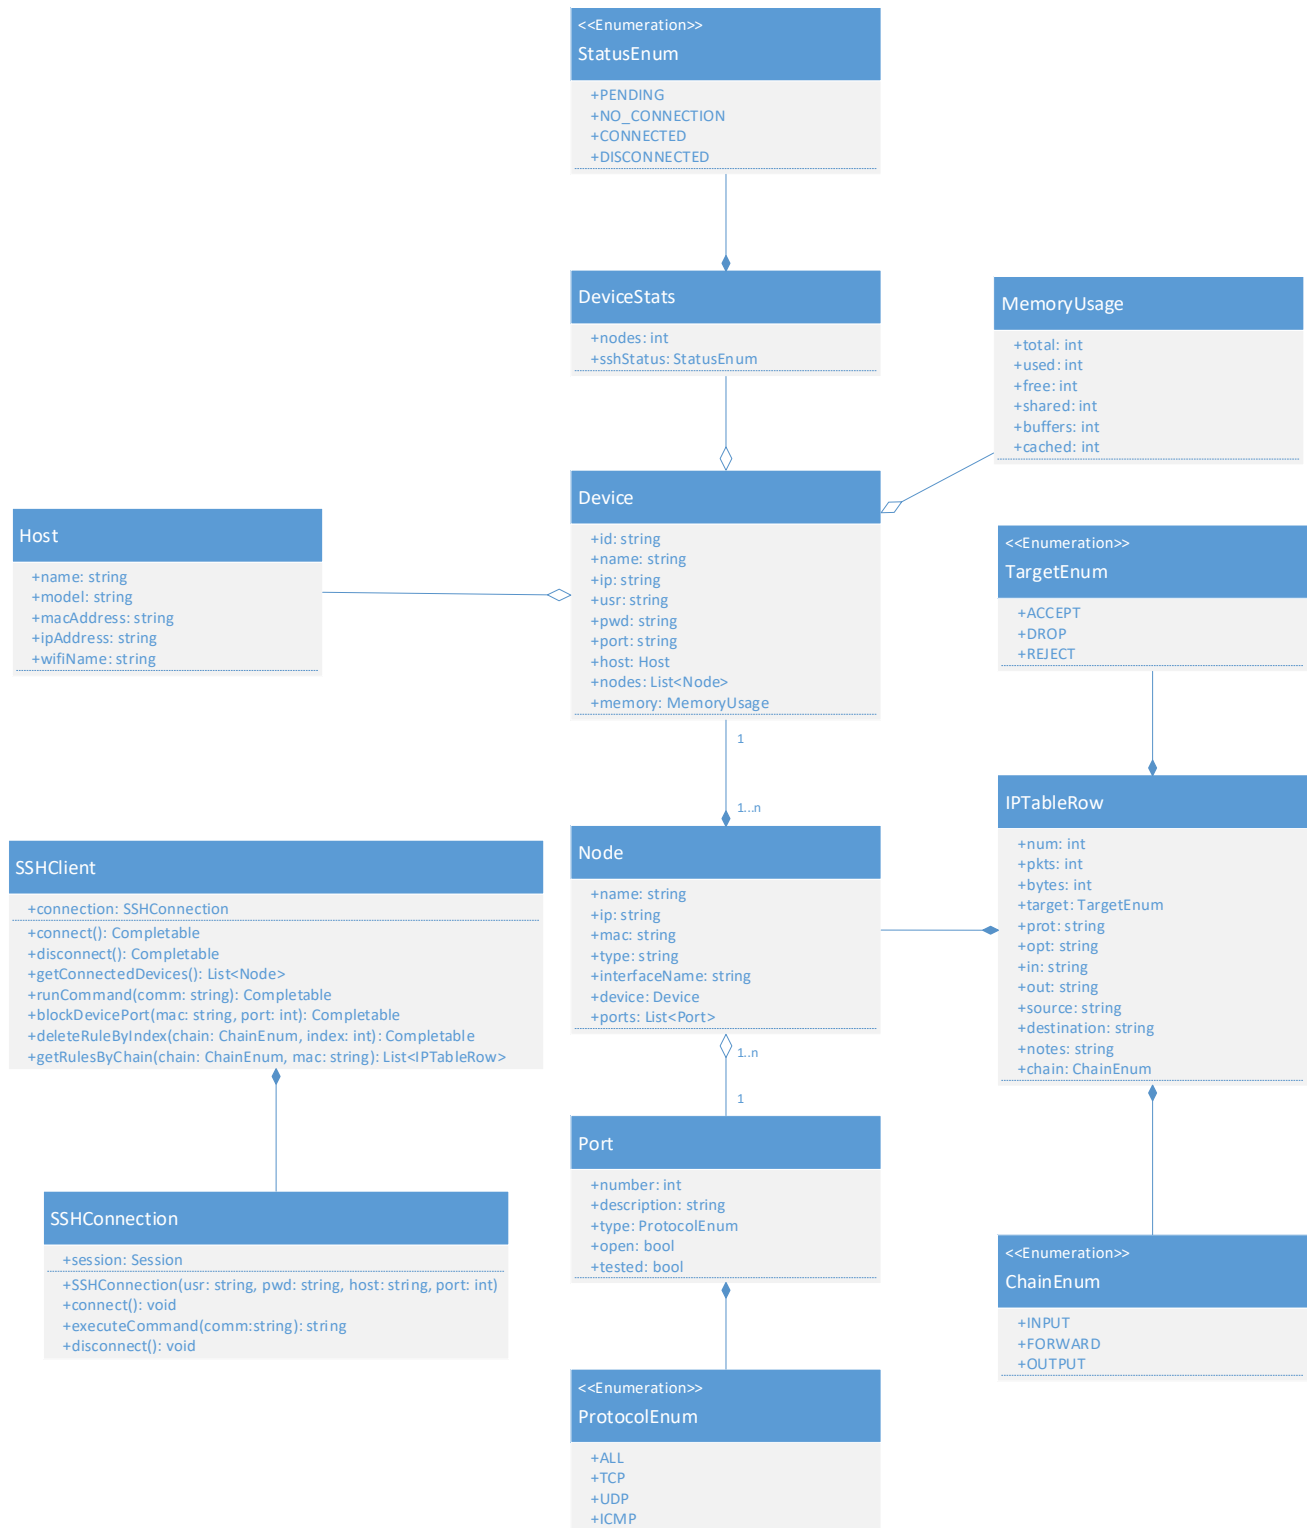 <<Enumeration>>
StatusEnum
+PENDING
+NO_CONNECTION
+CONNECTED
+DISCONNECTED
DeviceStats
+nodes: int
+sshStatus: StatusEnum
MemoryUsage
+total: int
+used: int
+free: int
+shared: int
+buffers: int
+cached: int
Device
+id: string
+name: string
+ip: string
+usr: string
+pwd: string
+port: string
+host: Host
+nodes: List<Node>
+memory: MemoryUsage
Host
+name: string
+model: string
+macAddress: string
+ipAddress: string
+wifiName: string
<<Enumeration>>
TargetEnum
+ACCEPT
+DROP
+REJECT
1
1...n
IPTableRow
+num: int
+pkts: int
+bytes: int
+target: TargetEnum
+prot: string
+opt: string
+in: string
+out: string
+source: string
+destination: string
+notes: string
+chain: ChainEnum
Node
+name: string
+ip: string
+mac: string
+type: string
+interfaceName: string
+device: Device
+ports: List<Port>
SSHClient
+connection: SSHConnection
+connect(): Completable
+disconnect(): Completable
+getConnectedDevices(): List<Node>
+runCommand(comm: string): Completable
+blockDevicePort(mac: string, port: int): Completable
+deleteRuleByIndex(chain: ChainEnum, index: int): Completable
+getRulesByChain(chain: ChainEnum, mac: string): List<IPTableRow>
1..n
1
Port
+number: int
+description: string
+type: ProtocolEnum
+open: bool
+tested: bool
SSHConnection
+session: Session
+SSHConnection(usr: string, pwd: string, host: string, port: int)
+connect(): void
+executeCommand(comm:string): string
+disconnect(): void
<<Enumeration>>
ChainEnum
+INPUT
+FORWARD
+OUTPUT
<<Enumeration>>
ProtocolEnum
+ALL
+TCP
+UDP
+ICMP